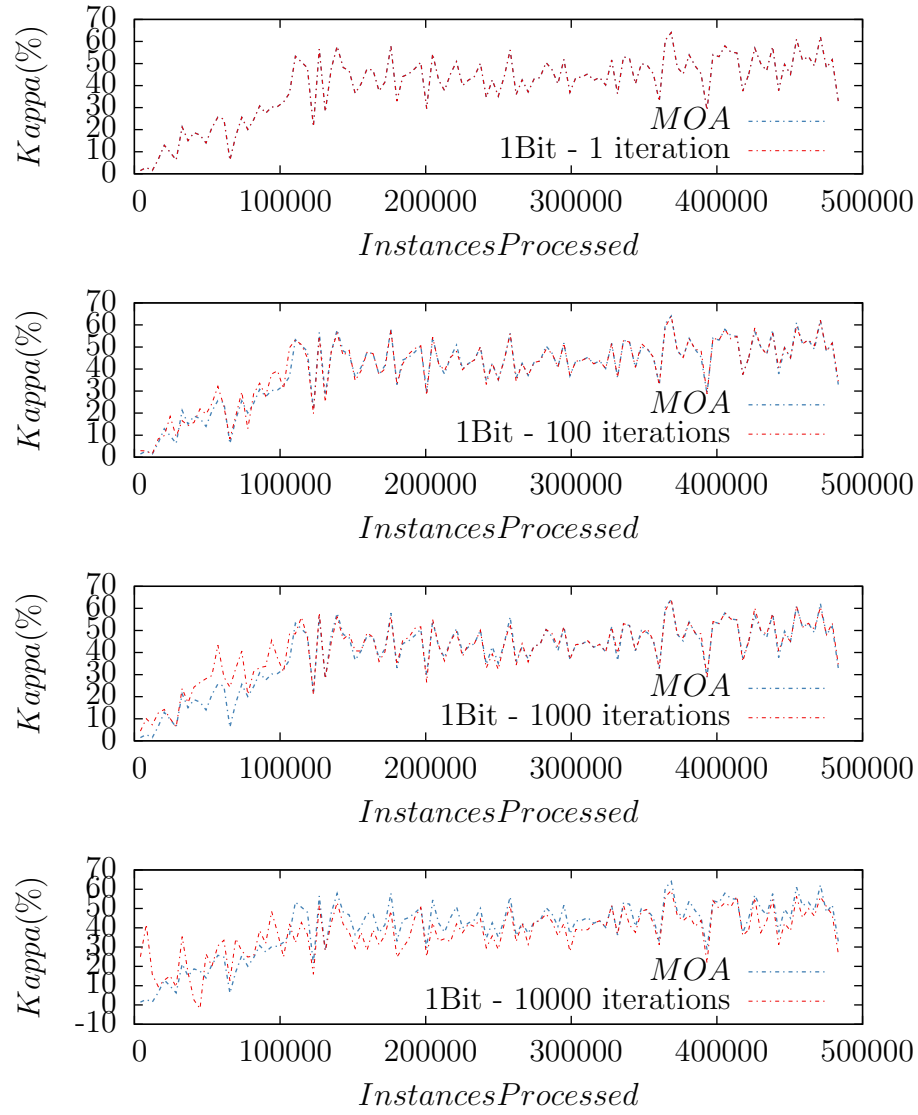 Kappa(%)
70
60
50
40
30
20
10
0
MOA
1Bit - 1 iteration
0 100000 200000 300000 400000 500000
InstancesProcessed
Kappa(%)
70
60
50
40
30
20
10
0
MOA
1Bit - 100 iterations
0 100000 200000 300000 400000 500000
InstancesProcessed
Kappa(%)
70
60
50
40
30
20
10
0
MOA
1Bit - 1000 iterations
0 100000 200000 300000 400000 500000
InstancesProcessed
Kappa(%)
70
60
50
40
30
20
10
0
-10
MOA
1Bit - 10000 iterations
0 100000 200000 300000 400000 500000
InstancesProcessed